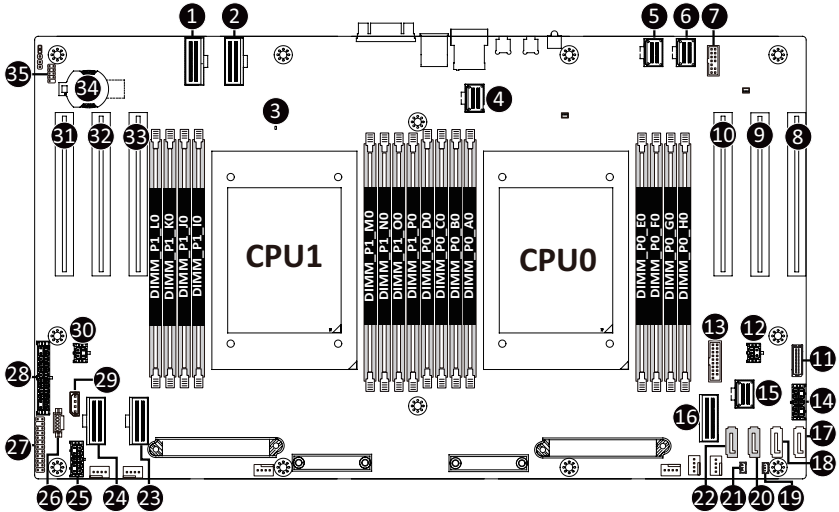 1 2 5 6 7
35
34
4
3
31 32 33 10 9 8
DIMM_P1_L0
DIMM_P1_K0
DIMM_P1_J0
DIMM_P1_I0
CPU1
DIMM_P1_M0
DIMM_P1_N0
DIMM_P1_O0
DIMM_P1_P0
DIMM_P0_D0
DIMM_P0_C0
DIMM_P0_B0
DIMM_P0_A0
CPU0
DIMM_P0_E0
DIMM_P0_F0
DIMM_P0_G0
DIMM_P0_H0
30 13 12
28 11
29 15 14
16
27 17
18
26 25 24 23 22 21 20 19